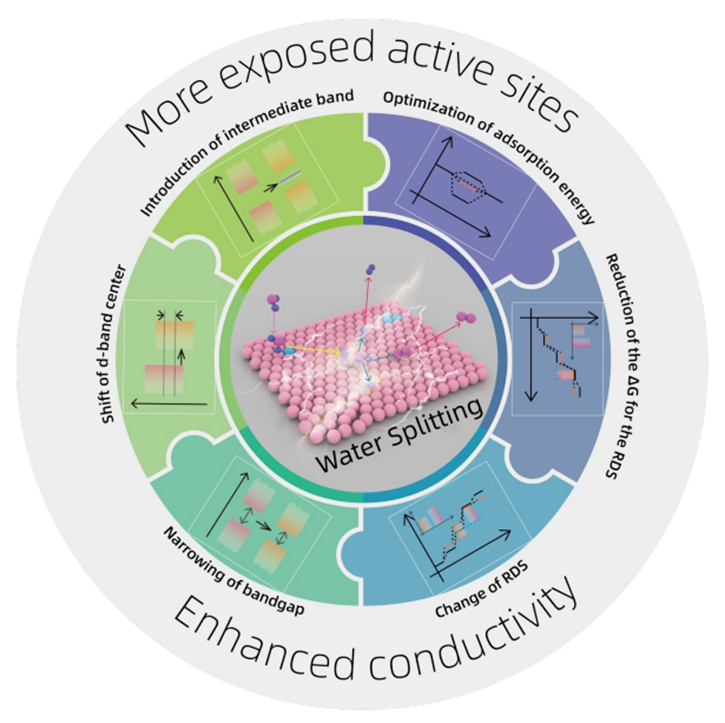 More exposed active sites
Introduction of intermediate band
Optimization of adsorption energy
Shift of d-band center
Reduction of the ΔG for the RDS
Water Splitting
Narrowing of bandgap
Change of RDS
Enhanced conductivity